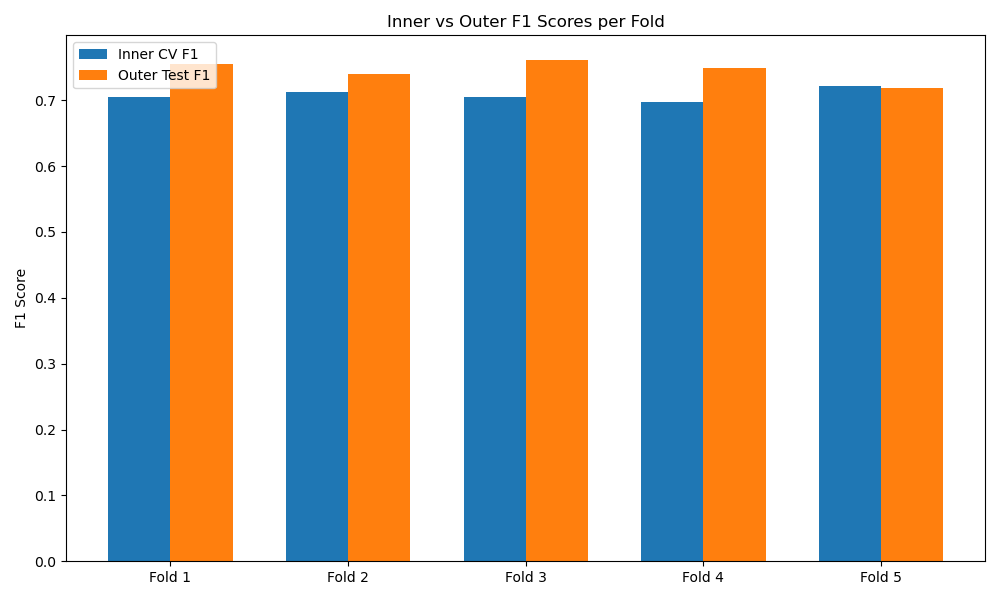 Inner vs Outer F1 Scores per Fold
Inner CV F1
Outer Test F1
F1 Score
0.7
0.6
0.5
0.4
0.3
0.2
0.1
0.0
Fold 1
Fold 2
Fold 3
Fold 4
Fold 5